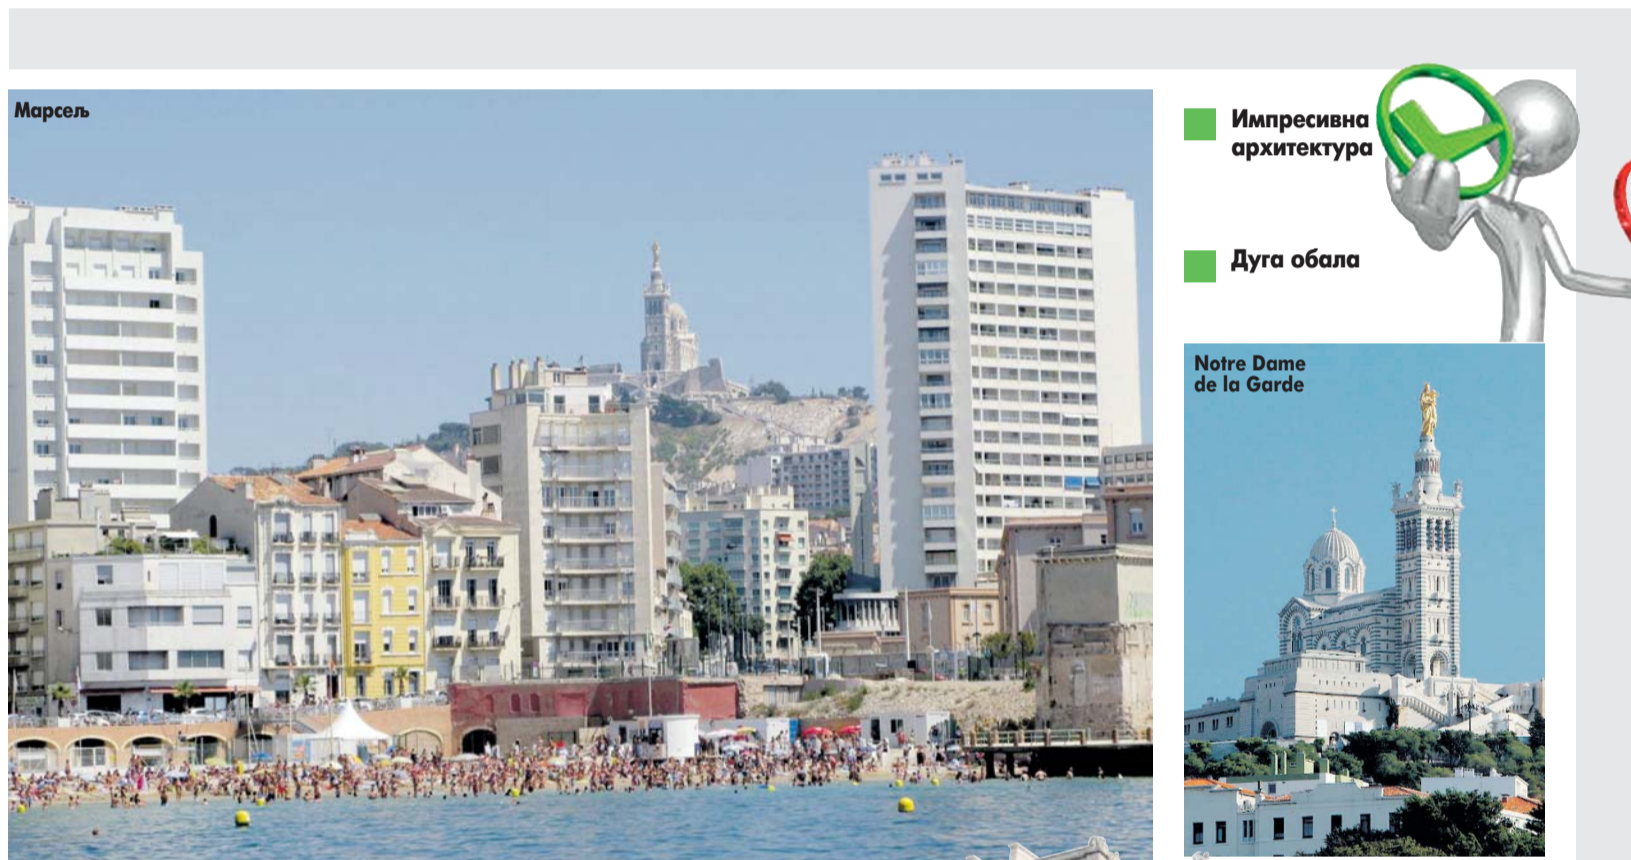 Марсељ
Импресивна
архитектура
Дуга обала
Notre Dame
de la Garde